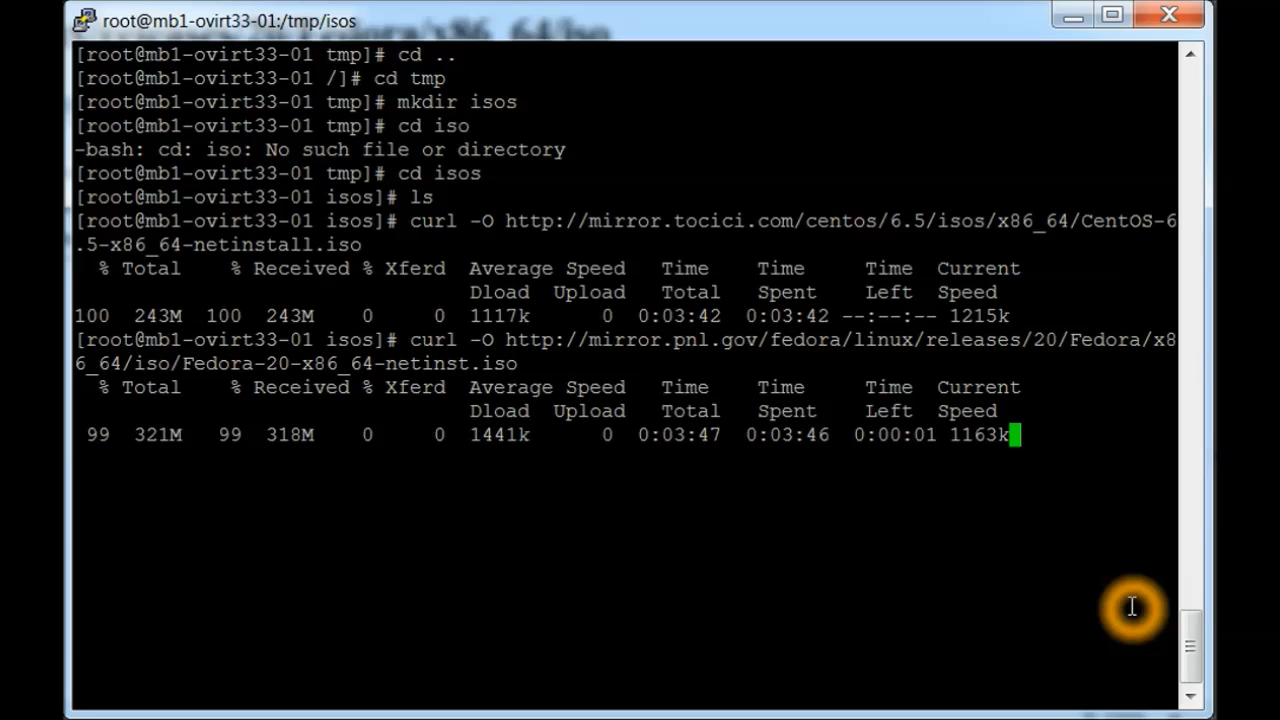 root@mb1-ovirt33-01:/tmp/isos
[root@mb1-ovirt33-01 tmp]# cd ..
[root@mb1-ovirt33-01 /]# cd tmp
[root@mb1-ovirt33-01 tmp]# mkdir isos
[root@mb1-ovirt33-01 tmp]# cd iso
-bash: cd: iso: No such file or directory
[root@mb1-ovirt33-01 tmp]# cd isos
[root@mb1-ovirt33-01 isos]# ls
[root@mb1-ovirt33-01 isos]# curl -O http://mirror.tocici.com/centos/6.5/isos/x86_64/CentOS-6
.5-x86_64-netinstall.iso
% Total % Received % Xferd Average Speed Time Time Time Current
Dload Upload Total Spent Left Speed
100 243M 100 243M 0 0 1117k 0 0:03:42 0:03:42 --:--:-- 1215k
[root@mb1-ovirt33-01 isos]# curl -O http://mirror.pnl.gov/fedora/linux/releases/20/Fedora/x8
6_64/iso/Fedora-20-x86_64-netinst.iso
% Total % Received % Xferd Average Speed Time Time Time Current
Dload Upload Total Spent Left Speed
99 321M 99 318M 0 0 1441k 0 0:03:47 0:03:46 0:00:01 1163k